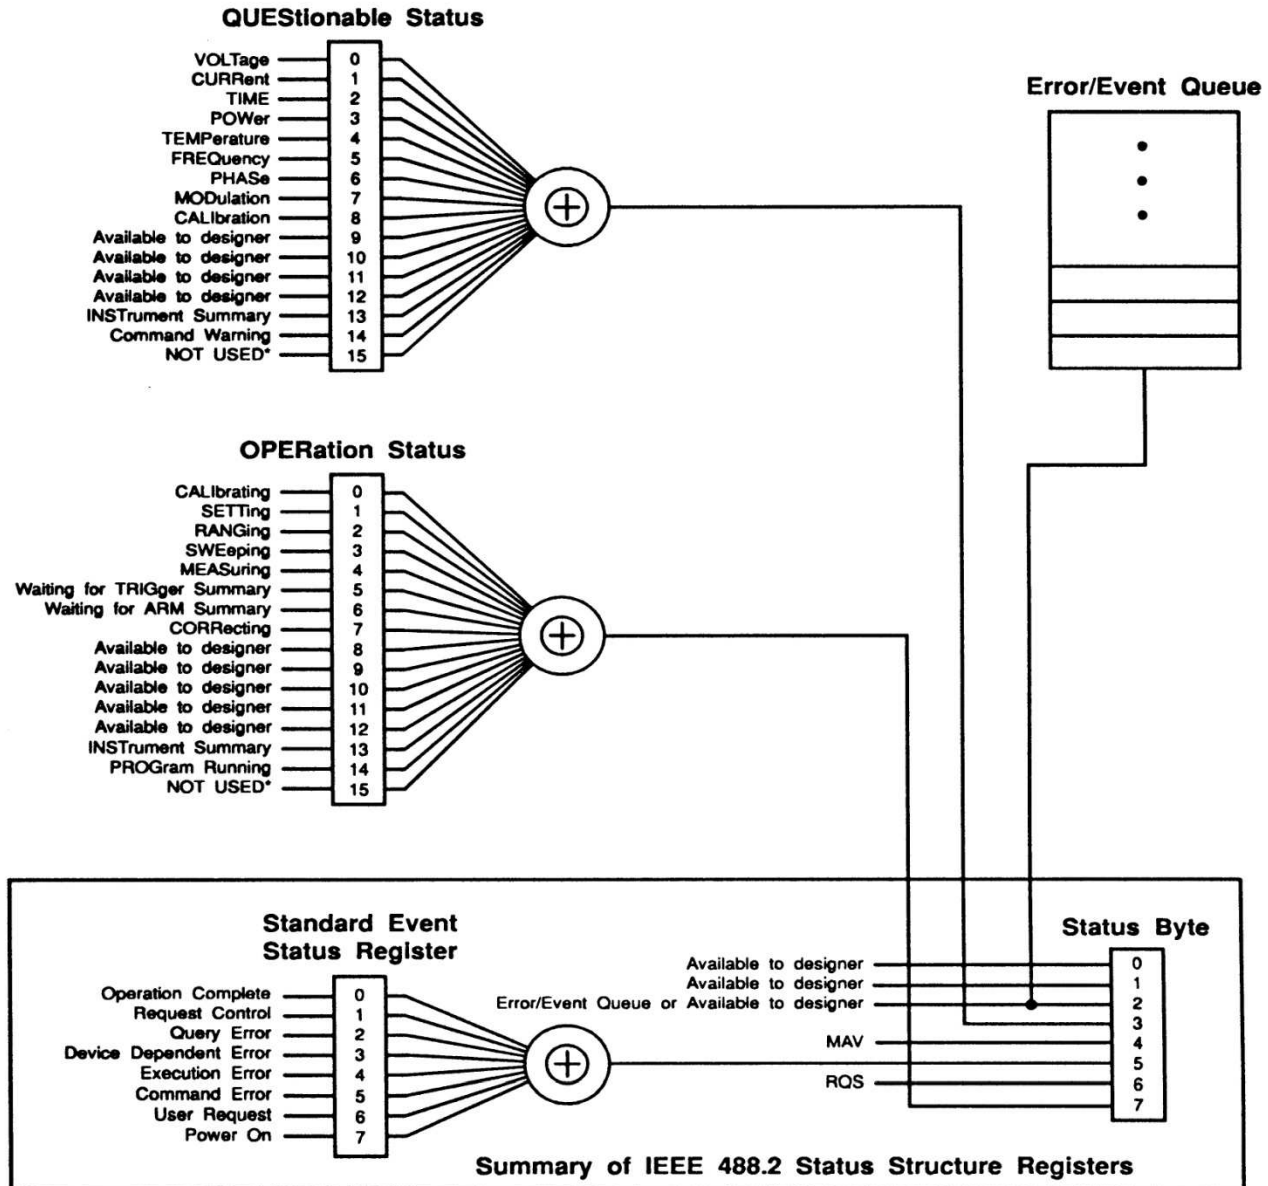 QUEStionable Status
VOLTage 0
CURRent 1
TIME 2
POWer 3
TEMPerature 4
FREQuency 5
PHASe 6
MODulation 7
CALIbration 8
Available to designer 9
Available to designer 10
Available to designer 11
Available to designer 12
INSTrument Summary 13
Command Warning 14
NOT USED* 15
Error/Event Queue
OPERation Status
CALIbrating 0
SETTing 1
RANGing 2
SWEeping 3
MEASuring 4
Waiting for TRIGger Summary 5
Waiting for ARM Summary 6
CORRecting 7
Available to designer 8
Available to designer 9
Available to designer 10
Available to designer 11
Available to designer 12
INSTrument Summary 13
PROGram Running 14
NOT USED* 15
Standard Event
Status Register
Operation Complete 0
Request Control 1
Query Error 2
Device Dependent Error 3
Execution Error 4
Command Error 5
User Request 6
Power On 7
Status Byte
Available to designer 0
Available to designer 1
Error/Event Queue or Available to designer 2
3
MAV 4
5
RQS 6
7
Summary of IEEE 488.2 Status Structure Registers